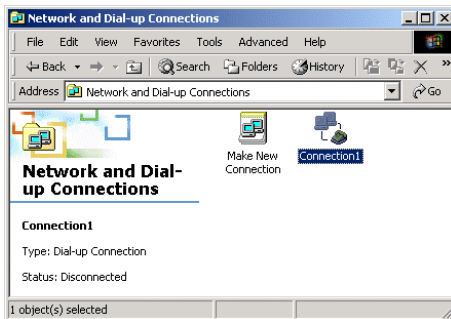 Network and Dial-up Connections
File Edit View Favorites Tools Advanced Help
Back Search Folders History »
Address Network and Dial-up Connections Go
Network and Dial-
up Connections
Make New
Connection
Connection1
Connection1
Type: Dial-up Connection
Status: Disconnected
1 object(s) selected